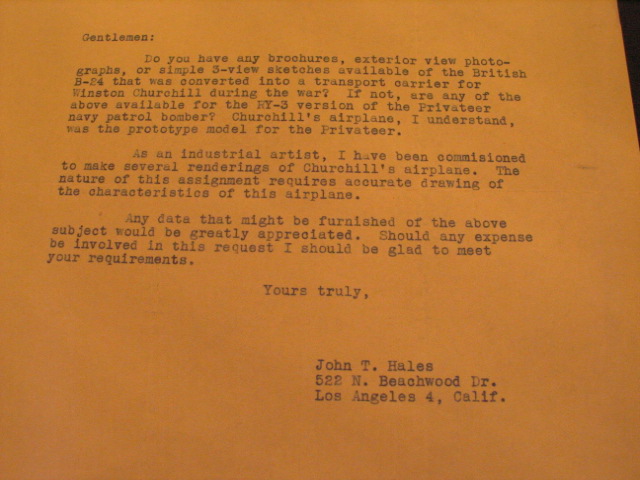 Gentlemen:
Do you have any brochures, exterior view photo-
graphs, or simple 3-view sketches available of the British
B-24 that was converted into a transport carrier for
Winston Churchill during the war? If not, are any of the
above available for the RY-3 version of the Privateer
navy patrol bomber? Churchill's airplane, I understand,
was the prototype model for the Privateer.
As an industrial artist, I have been commisioned
to make several renderings of Churchill's airplane. The
nature of this assignment requires accurate drawing of
the characteristics of this airplane.
Any data that might be furnished of the above
subject would be greatly appreciated. Should any expense
be involved in this request I should be glad to meet
your requirements.
Yours truly,
John T. Hales
522 N. Beachwood Dr.
Los Angeles 4, Calif.